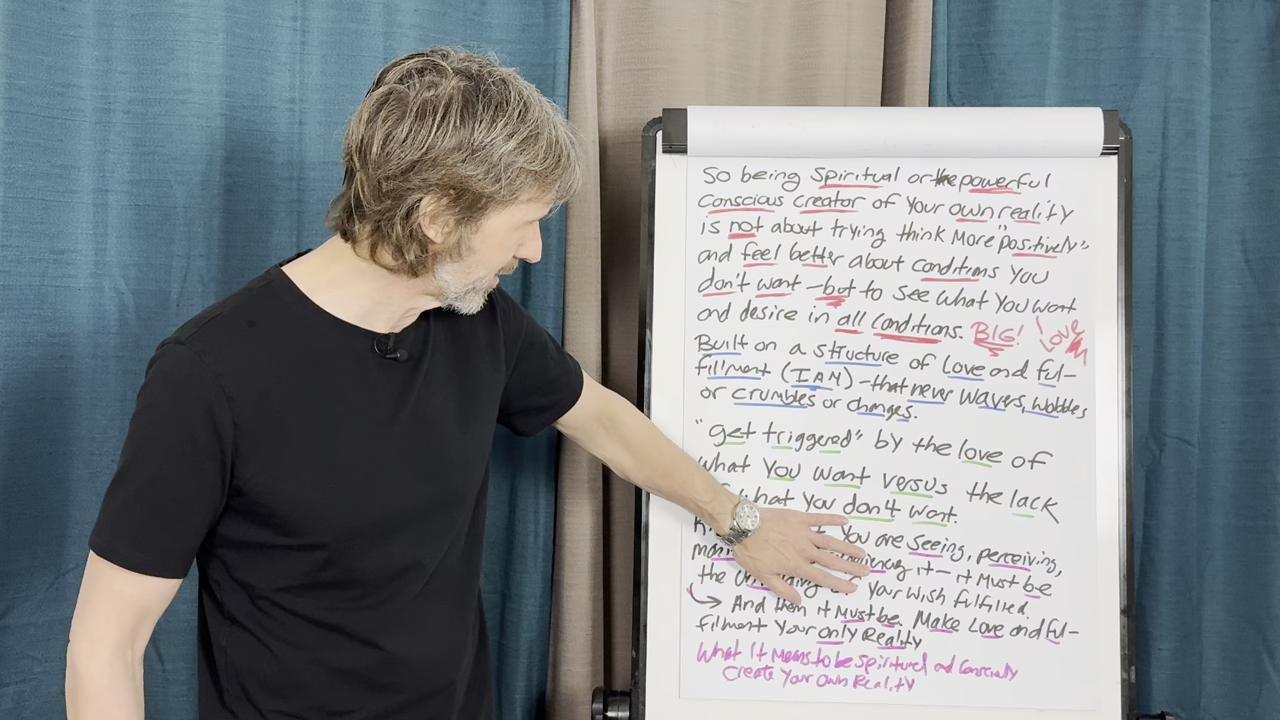 So being Spiritual or powerful
Conscious creator of your own reality
is not about trying think more "positively"
and feel better about conditions you
don't want – but to see what you want
and desire in all conditions. BIG! Love
Built on a structure of Love and ful-
fillment (I AM) – that never wavers, wobbles
or crumbles or changes.
"get triggered" by the love of
what you want versus the lack
what you don't want.
you are seeing, perceiving,
it – it must be
the your wish fulfilled.
→ And then it must be. Make Love and ful-
filment your only Reality
What it means to be spiritual and consciously
create your own reality